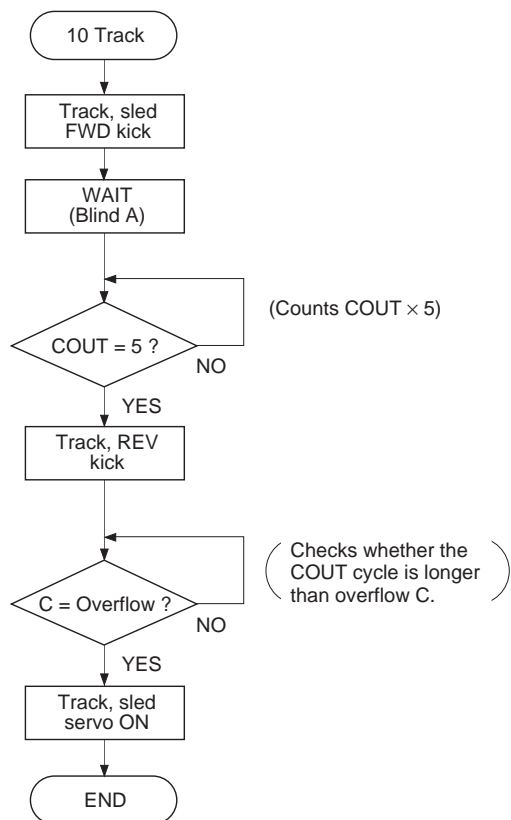 10 Track
Track, sled
FWD kick
WAIT
(Blind A)
(Counts COUT × 5)
COUT = 5 ?
NO
YES
Track, REV
kick
Checks whether the
COUT cycle is longer
than overflow C.
C = Overflow ?
NO
YES
Track, sled
servo ON
END